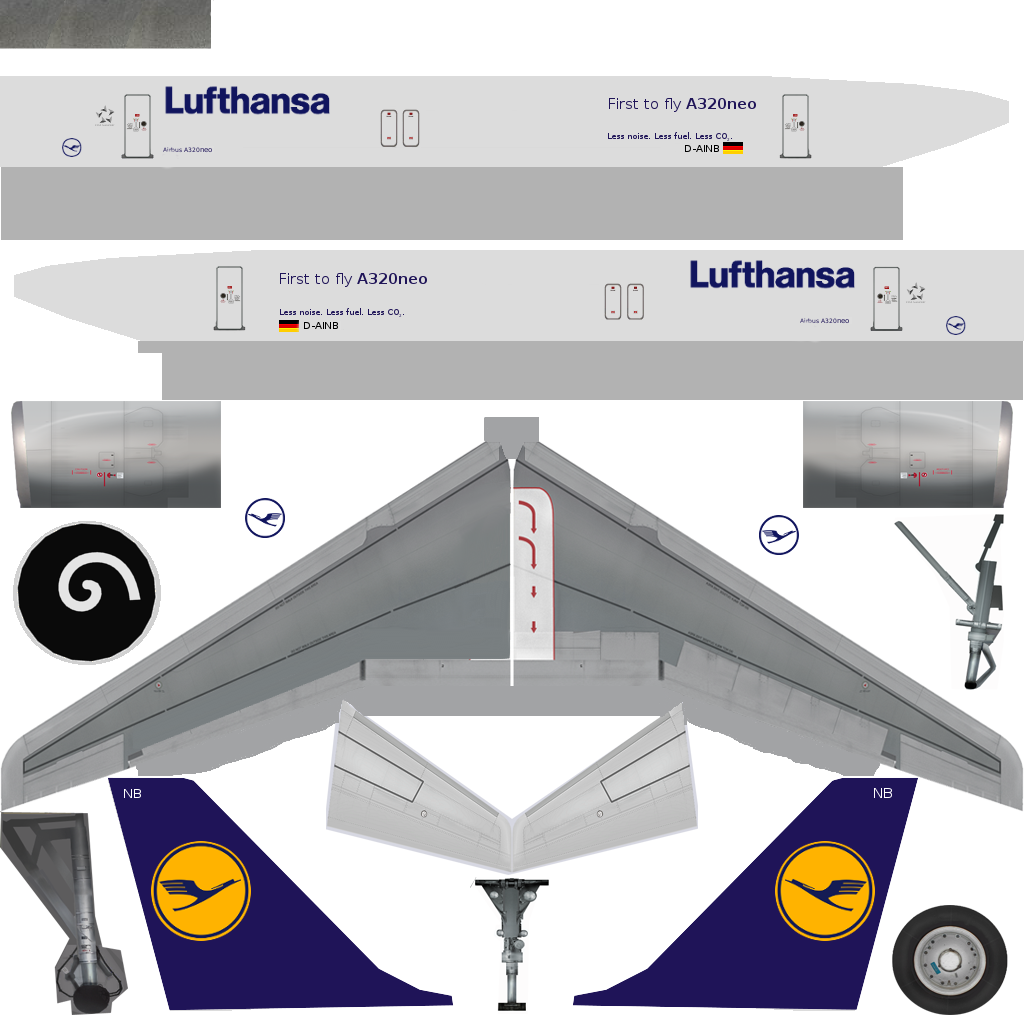 Lufthansa
Airbus A320neo
First to fly A320neo
Less noise. Less fuel. Less CO₂.
D-AINB
First to fly A320neo
Less noise. Less fuel. Less CO₂.
D-AINB
Lufthansa
Airbus A320neo
NB
NB